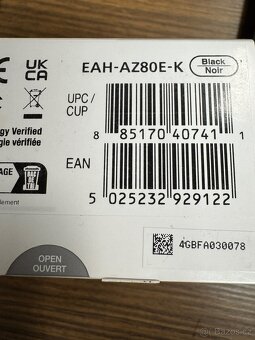 UK
CA
EAH-AZ80E-K
Black
Noir
UPC /
CUP
8 85170 40741 1
gy Verified
gie vérifiée
EAN
5 025232 929122
AGE
lement
OPEN
OUVERT
4GBFA030078